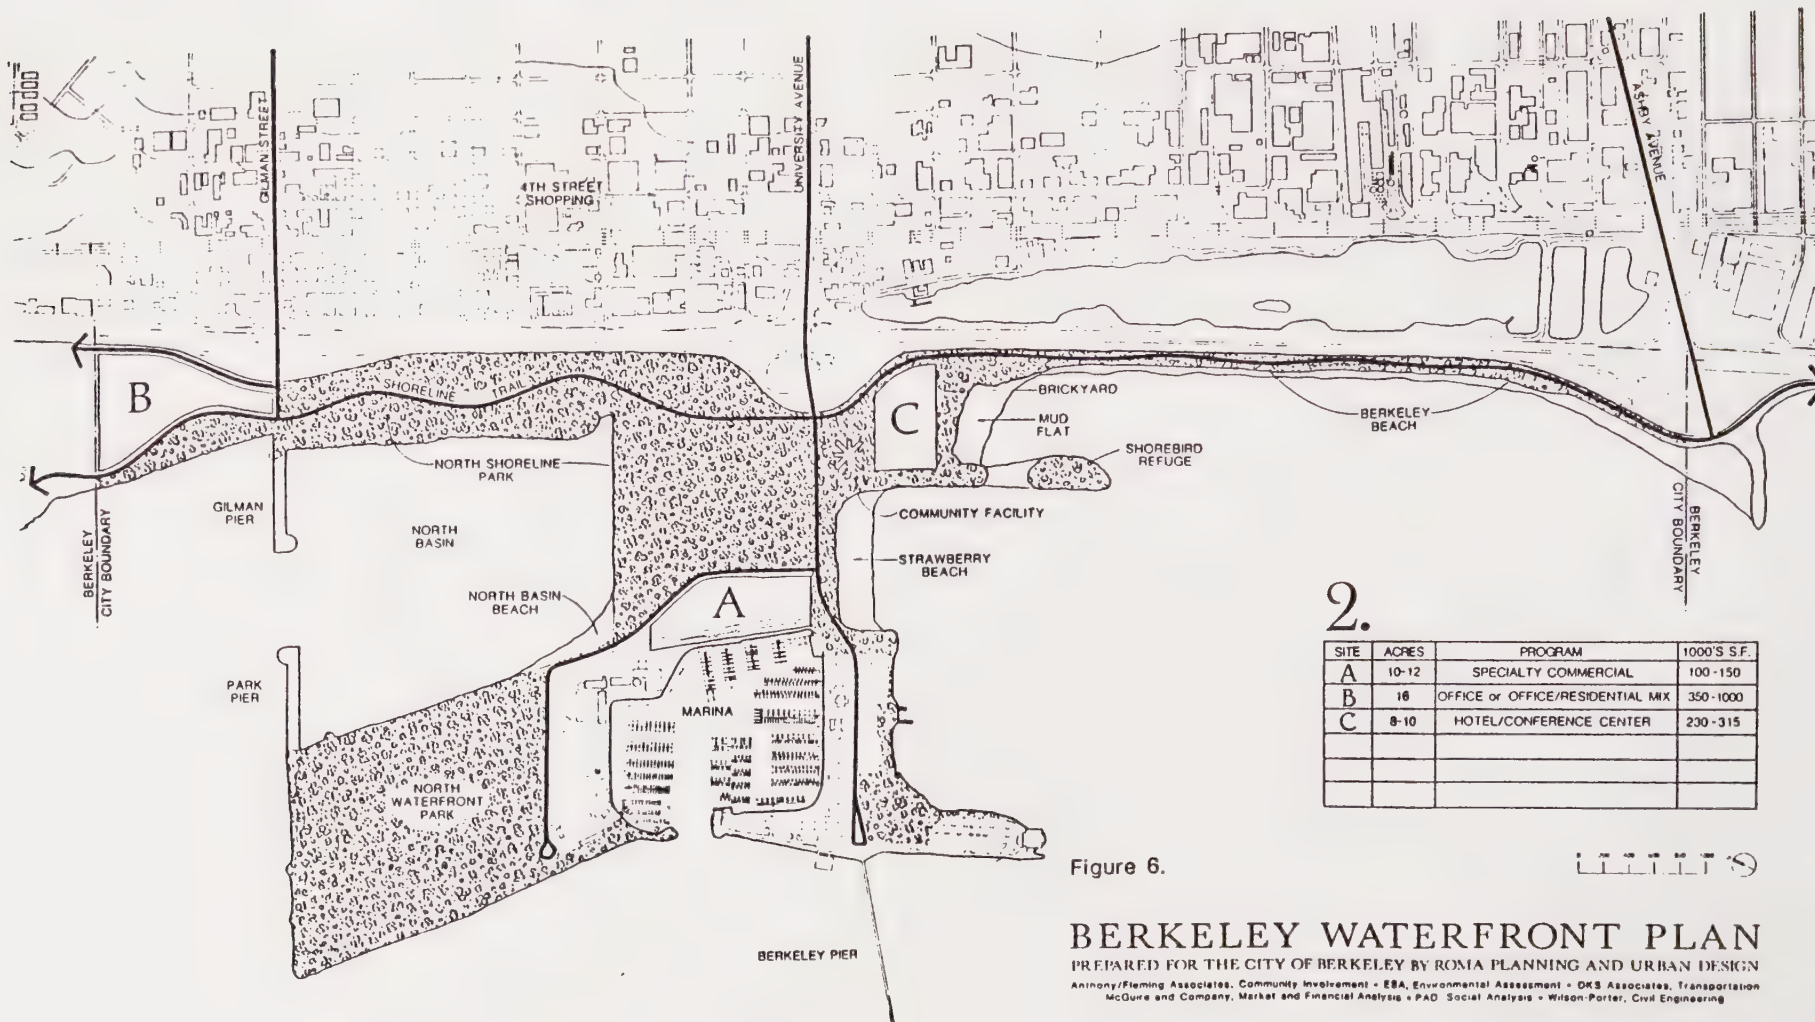 GILMAN STREET
4TH STREET
SHOPPING
UNIVERSITY AVENUE
ASHBY AVENUE
B
SHORELINE TRAIL
C
BRICKYARD
MUD
FLAT
BERKELEY
BEACH
SHOREBIRD
REFUGE
NORTH SHORELINE
PARK
GILMAN
PIER
NORTH
BASIN
COMMUNITY FACILITY
BERKELEY
CITY BOUNDARY
STRAWBERRY
BEACH
BERKELEY
CITY BOUNDARY
NORTH BASIN
BEACH
A
PARK
PIER
MARINA
NORTH
WATERFRONT
PARK
BERKELEY PIER
2.
SITE ACRES PROGRAM 1000'S S.F.
A 10-12 SPECIALTY COMMERCIAL 100-150
B 16 OFFICE or OFFICE/RESIDENTIAL MIX 350-1000
C 8-10 HOTEL/CONFERENCE CENTER 230-315
Figure 6.
BERKELEY WATERFRONT PLAN
PREPARED FOR THE CITY OF BERKELEY BY ROMA PLANNING AND URBAN DESIGN
Anthony/Fleming Associates, Community Involvement • ESA, Environmental Assessment • DKS Associates, Transportation
McGuire and Company, Market and Financial Analysis • PAD Social Analysis • Wilson-Porter, Civil Engineering